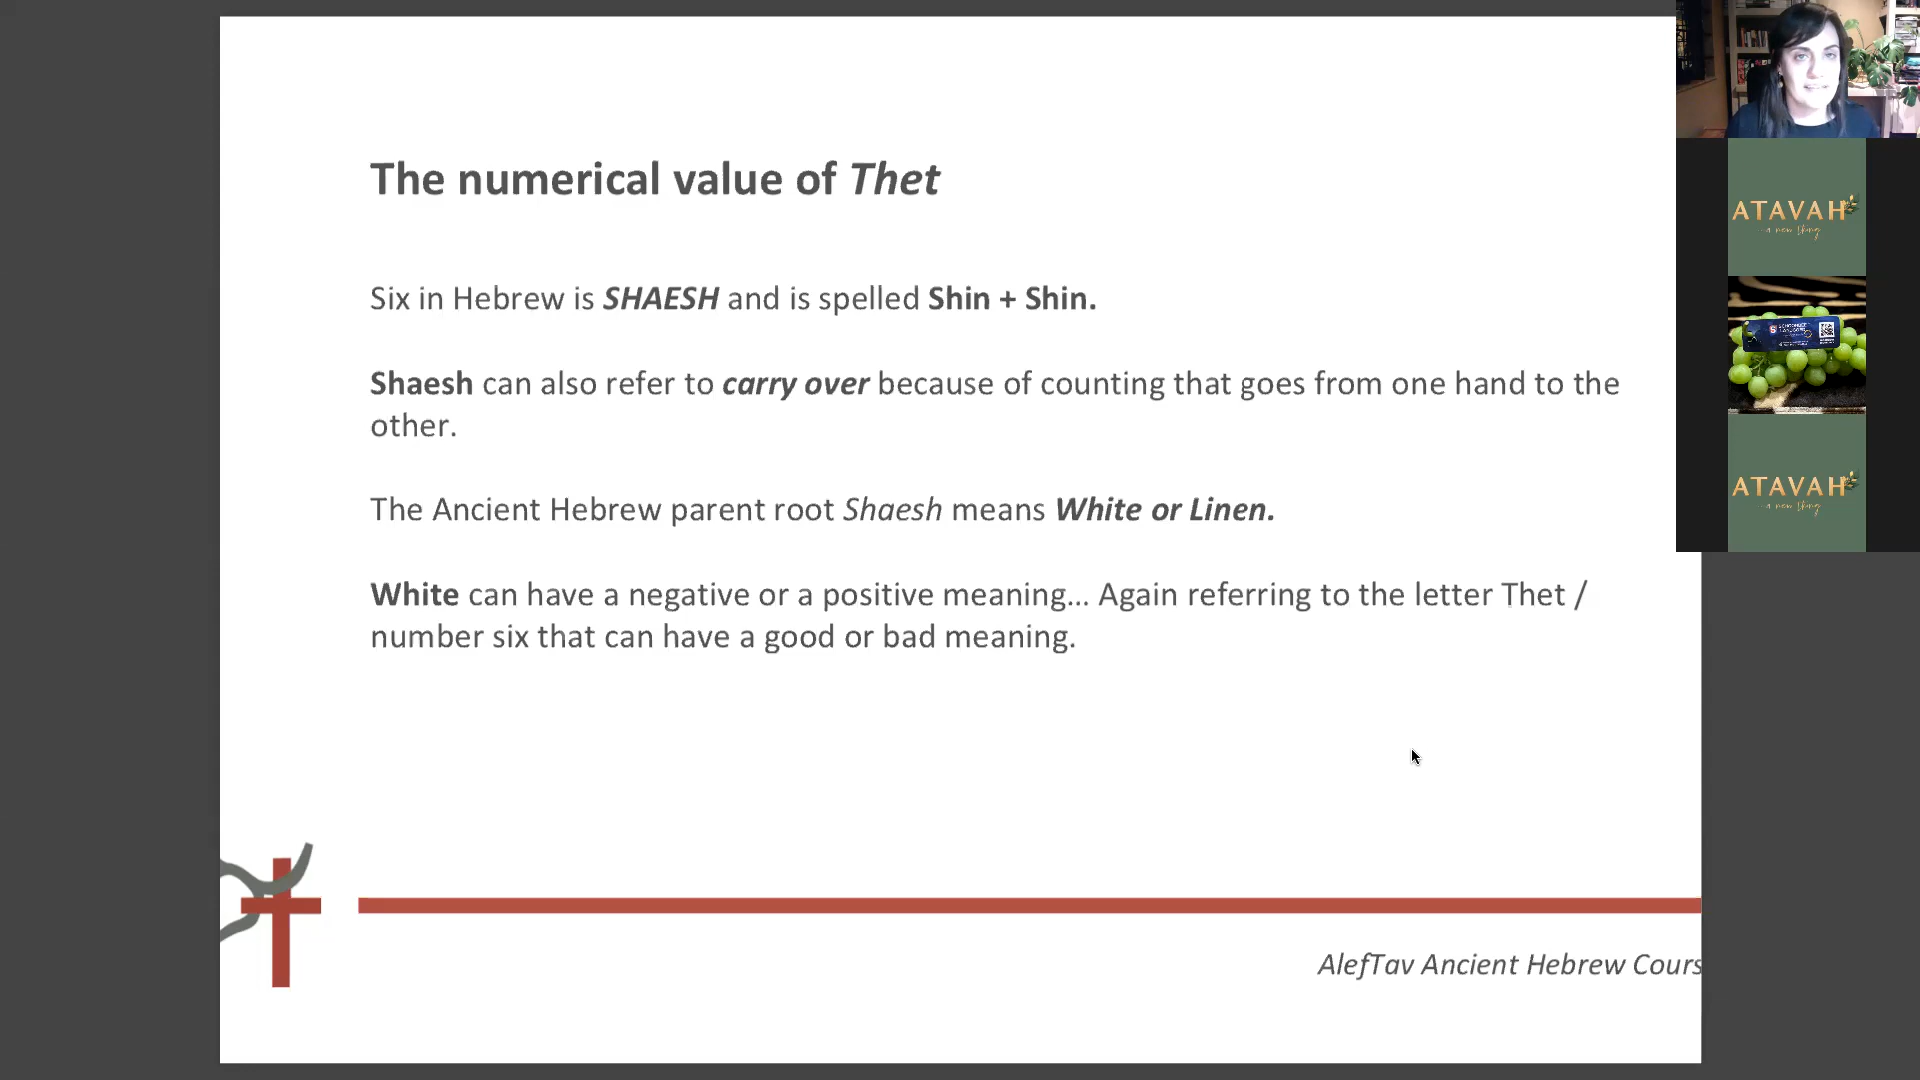 The numerical value of Thet
Six in Hebrew is SHAESH and is spelled Shin + Shin.
Shaesh can also refer to carry over because of counting that goes from one hand to the
other.
The Ancient Hebrew parent root Shaesh means White or Linen.
White can have a negative or a positive meaning... Again referring to the letter Thet /
number six that can have a good or bad meaning.
AlefTav Ancient Hebrew Cours
ATAVAH
a new thing
ATAVAH
a new thing